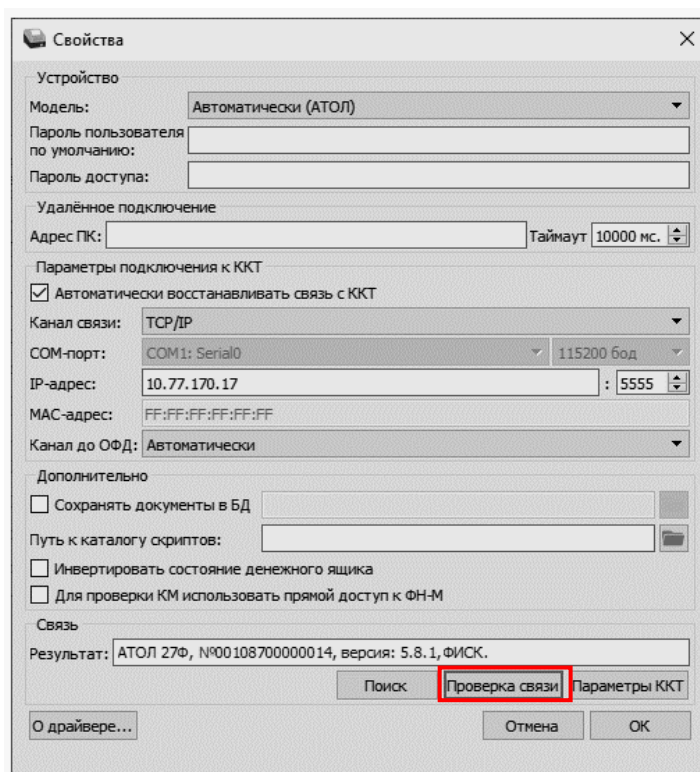 Свойства
Устройство
Модель: Автоматически (АТОЛ)
Пароль пользователя
по умолчанию:
Пароль доступа:
Удалённое подключение
Адрес ПК: Таймаут 10000 мс.
Параметры подключения к ККТ
Автоматически восстанавливать связь с ККТ
Канал связи: TCP/IP
COM-порт: COM1: Serial0 115200 бод
IP-адрес: 10.77.170.17 : 5555
MAC-адрес: FF:FF:FF:FF:FF:FF
Канал до ОФД: Автоматически
Дополнительно
Сохранять документы в БД
Путь к каталогу скриптов:
Инвертировать состояние денежного ящика
Для проверки КМ использовать прямой доступ к ФН-М
Связь
Результат: АТОЛ 27Ф, №00108700000014, версия: 5.8.1,ФИСК.
Поиск Проверка связи Параметры ККТ
О драйвере... Отмена ОК